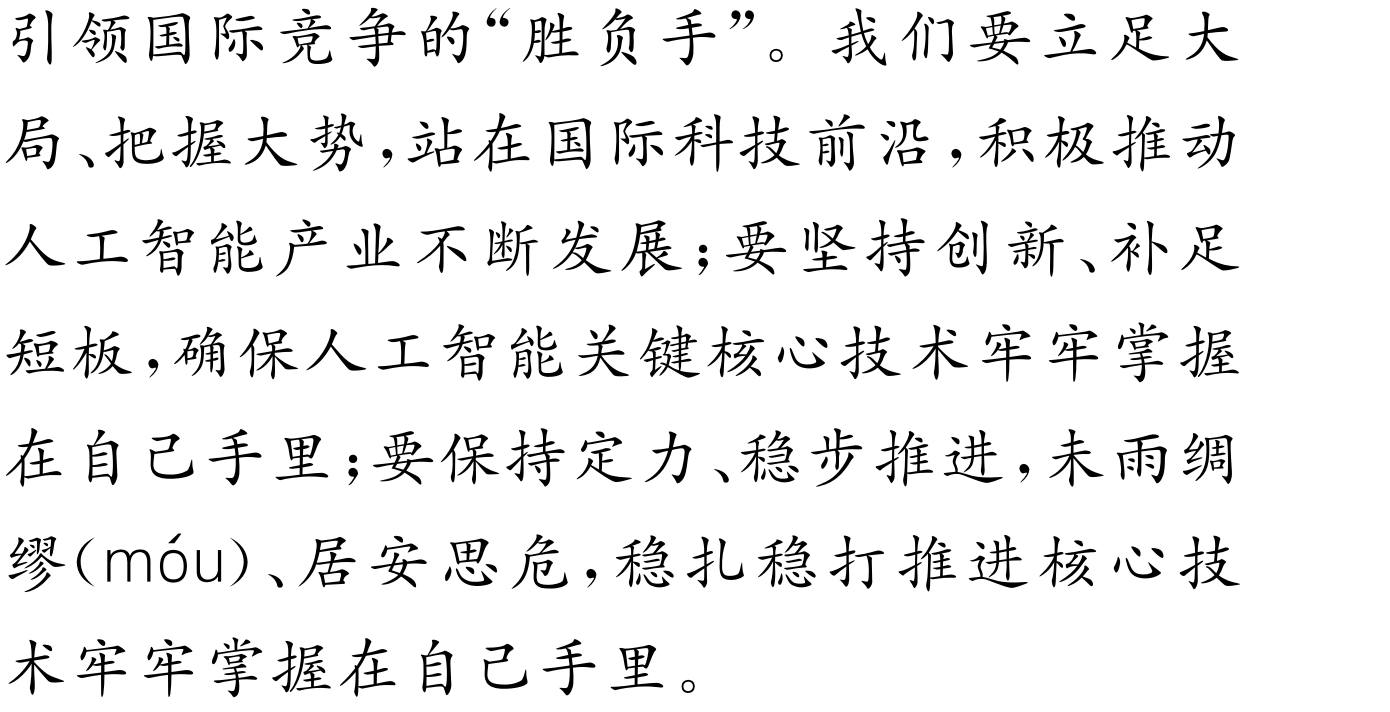 引领国际竞争的“胜负手”。我们要立足大
局、把握大势,站在国际科技前沿,积极推动
人工智能产业不断发展;要坚持创新、补足
短板,确保人工智能关键核心技术牢牢掌握
在自己手里;要保持定力、稳步推进,未雨绸
缪(móu)、居安思危,稳扎稳打推进核心技
术牢牢掌握在自己手里。